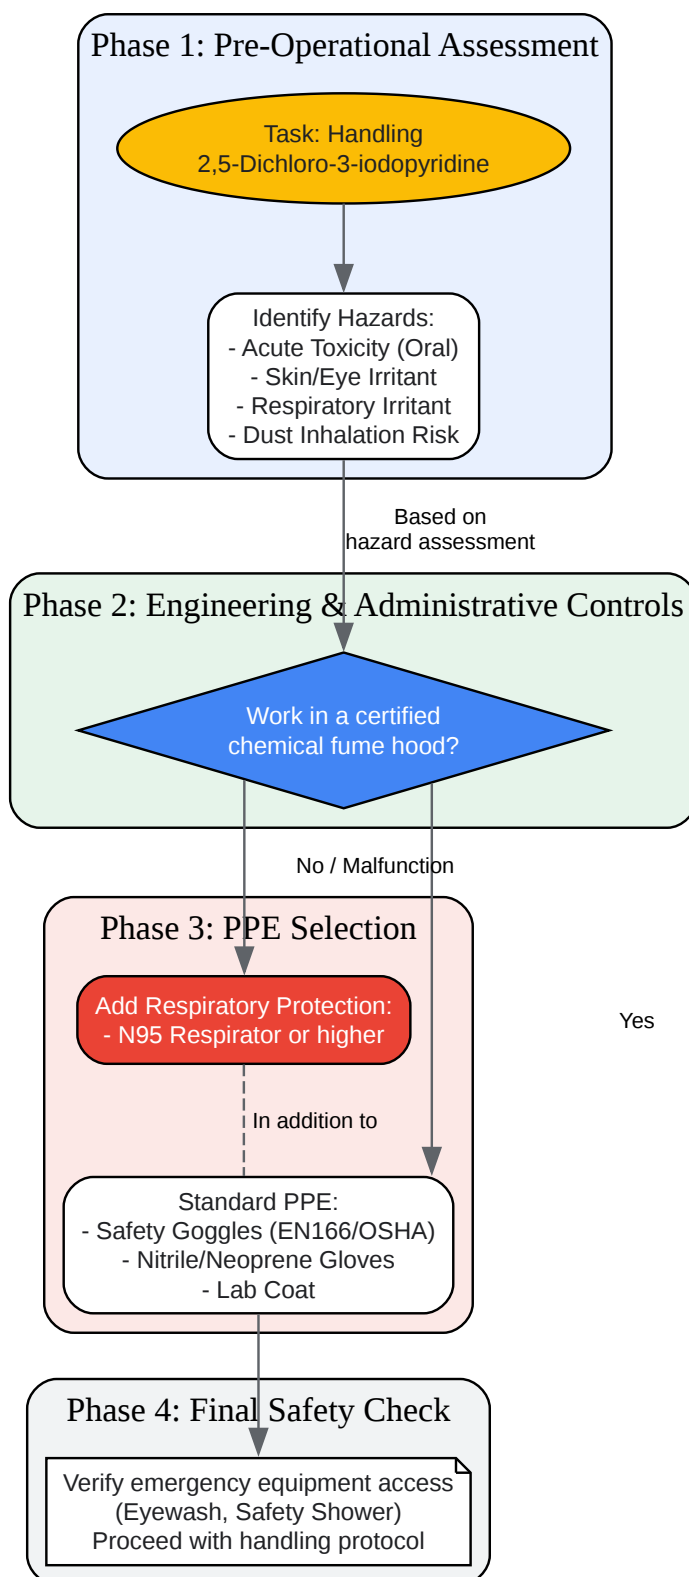 Phase 1: Pre-Operational Assessment
Task: Handling
2,5-Dichloro-3-iodopyridine
Identify Hazards:
- Acute Toxicity (Oral)
- Skin/Eye Irritant
- Respiratory Irritant
- Dust Inhalation Risk
Based on
hazard assessment
Phase 2: Engineering & Administrative Controls
Work in a certified
chemical fume hood?
No / Malfunction
Phase 3: PPE Selection
Add Respiratory Protection:
- N95 Respirator or higher
Yes
In addition to
Standard PPE:
- Safety Goggles (EN166/OSHA)
- Nitrile/Neoprene Gloves
- Lab Coat
Phase 4: Final Safety Check
Verify emergency equipment access
(Eyewash, Safety Shower)
Proceed with handling protocol